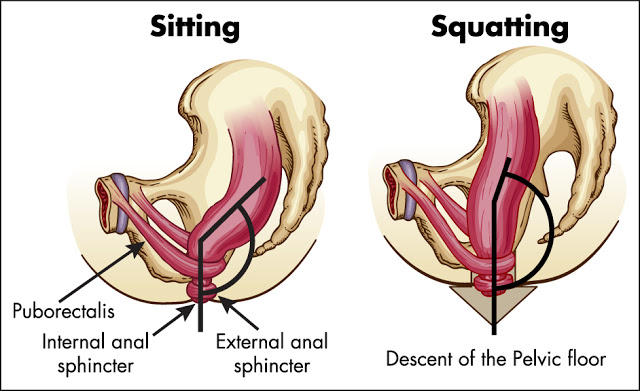 Sitting
Squatting
Puborectalis
Internal anal
sphincter
External anal
sphincter
Descent of the Pelvic floor